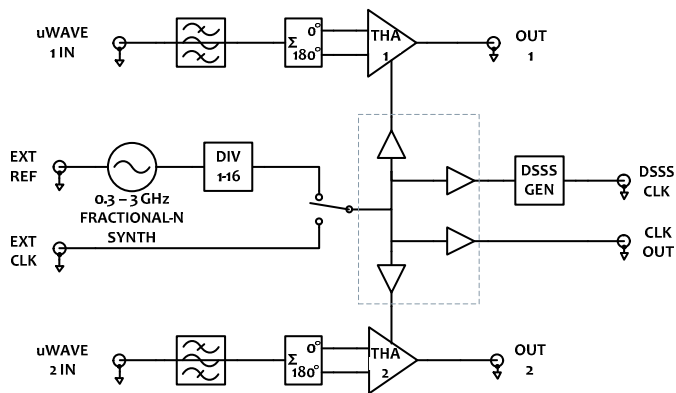 uWAVE
1 IN
Σ
0°
180°
THA
1
OUT
1
EXT
REF
DIV
1-16
DSSS
GEN
DSSS
CLK
0.3 – 3 GHz
FRACTIONAL-N
SYNTH
EXT
CLK
CLK
OUT
uWAVE
2 IN
Σ
0°
180°
THA
2
OUT
2